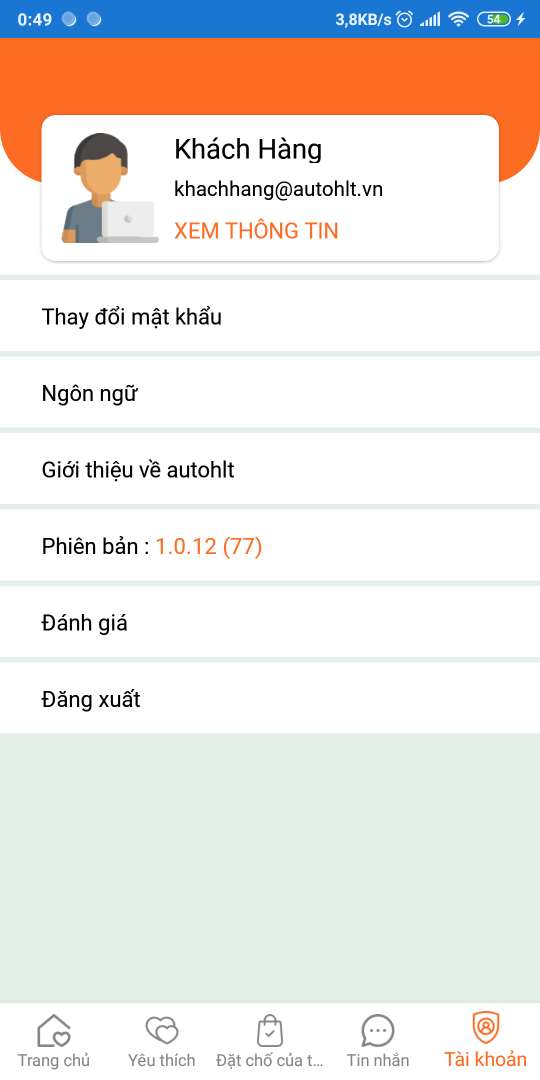 0:49 3,8KB/s 54
Khách Hàng
khachhang@autohlt.vn
XEM THÔNG TIN
Thay đổi mật khẩu
Ngôn ngữ
Giới thiệu về autohlt
Phiên bản : 1.0.12 (77)
Đánh giá
Đăng xuất
Trang chủ Yêu thích Đặt chỗ của t... Tin nhắn Tài khoản